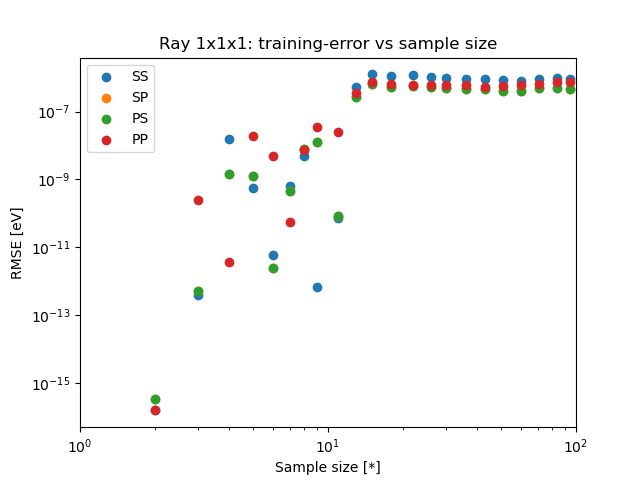 Ray 1x1x1: training-error vs sample size
SS
SP
PS
PP
RMSE [eV]
10⁻⁷
10⁻⁹
10⁻¹¹
10⁻¹³
10⁻¹⁵
10⁰
10¹
10²
Sample size [*]